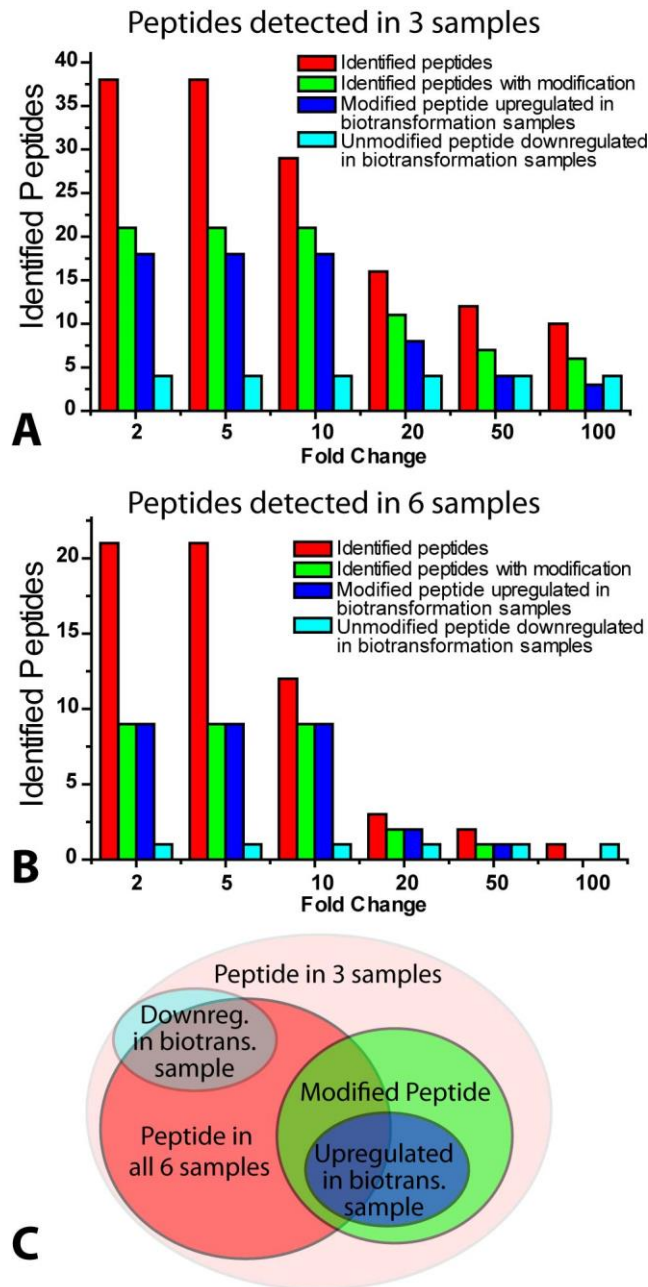 Peptides detected in 3 samples
Identified Peptides
40
35
30
25
20
15
10
5
0
Identified peptides
Identified peptides with modification
Modified peptide upregulated in
biotransformation samples
Unmodified peptide downregulated
in biotransformation samples
2 5 10 20 50 100
Fold Change
A
Peptides detected in 6 samples
Identified Peptides
20
15
10
5
0
Identified peptides
Identified peptides with modification
Modified peptide upregulated in
biotransformation samples
Unmodified peptide downregulated
in biotransformation samples
2 5 10 20 50 100
Fold Change
B
Peptide in 3 samples
Downreg.
in biotrans.
sample
Modified Peptide
Peptide in
all 6 samples
Upregulated
in biotrans.
sample
C